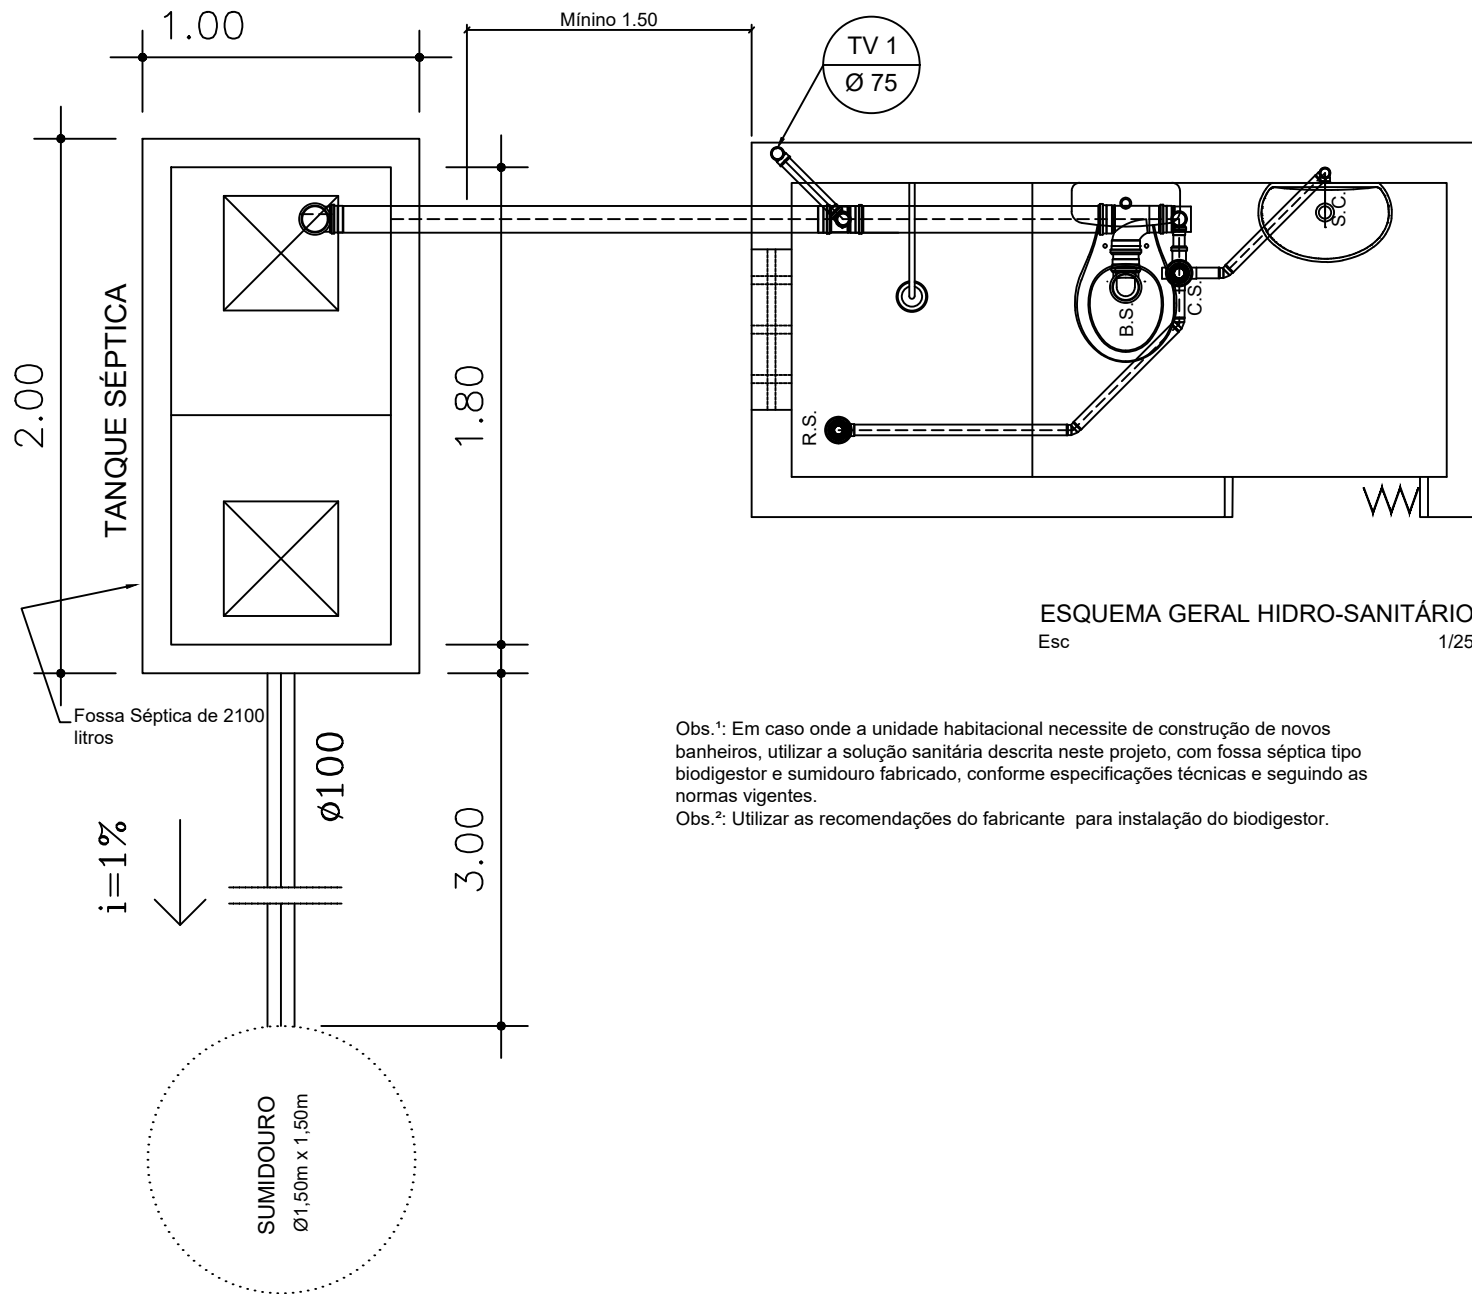 1.00
Mínino 1.50
TV 1
Ø 75
TANQUE SÉPTICA
2.00
1.80
S.C.
C.S.
B.S.
R.S.
ESQUEMA GERAL HIDRO-SANITÁRIO
Esc 1/25
Fossa Séptica de 2100
litros
ø100
i=1%
3.00
Obs.¹: Em caso onde a unidade habitacional necessite de construção de novos
banheiros, utilizar a solução sanitária descrita neste projeto, com fossa séptica tipo
biodigestor e sumidouro fabricado, conforme especificações técnicas e seguindo as
normas vigentes.
Obs.²: Utilizar as recomendações do fabricante para instalação do biodigestor.
SUMIDOURO
Ø1,50m x 1,50m